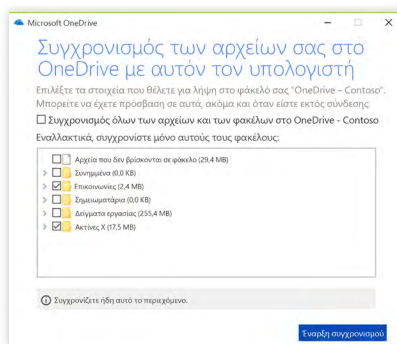 Microsoft OneDrive
Συγχρονισμός των αρχείων σας στο
OneDrive με αυτόν τον υπολογιστή
Επιλέξτε τα στοιχεία που θέλετε για λήψη στο φάκελό σας "OneDrive – Contoso".
Μπορείτε να έχετε πρόσβαση σε αυτά, ακόμα και όταν είστε εκτός σύνδεσης.
Συγχρονισμός όλων των αρχείων και των φακέλων στο OneDrive - Contoso
Εναλλακτικά, συγχρονίστε μόνο αυτούς τους φακέλους:
Αρχεία που δεν βρίσκονται σε φάκελο (29,4 MB)
Συνημμένα (0,0 KB)
Επικοινωνίες (2,4 MB)
Σημειωματάρια (0,0 KB)
Δείγματα εργασίας (255,4 MB)
Ακτίνες X (17,5 MB)
Συγχρονίζετε ήδη αυτό το περιεχόμενο.
Έναρξη συγχρονισμού